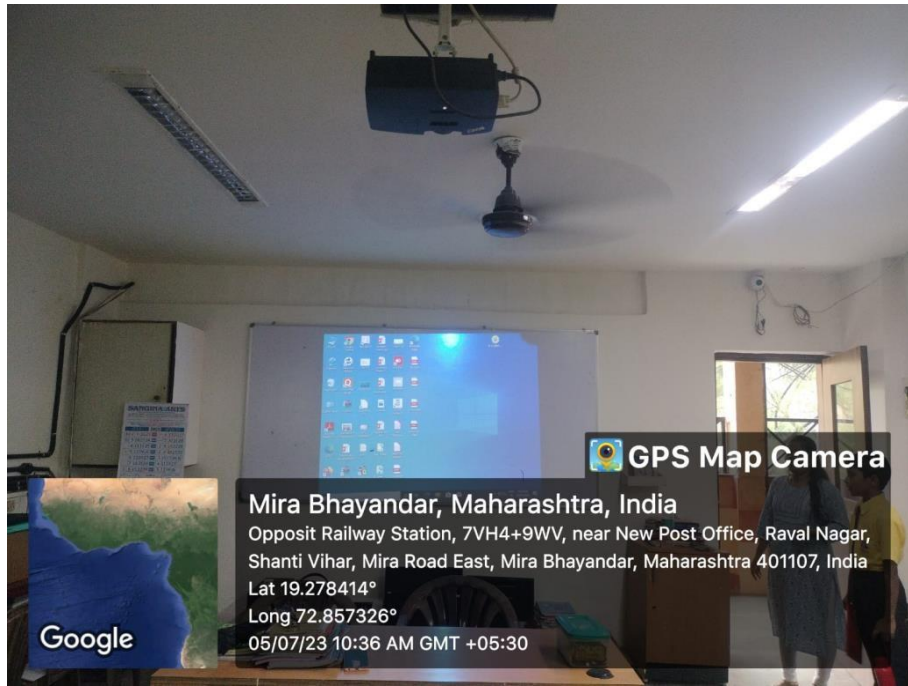 GPS Map Camera
Mira Bhayandar, Maharashtra, India
Opposit Railway Station, 7VH4+9WV, near New Post Office, Raval Nagar,
Shanti Vihar, Mira Road East, Mira Bhayandar, Maharashtra 401107, India
Lat 19.278414°
Long 72.857326°
05/07/23 10:36 AM GMT +05:30
Google